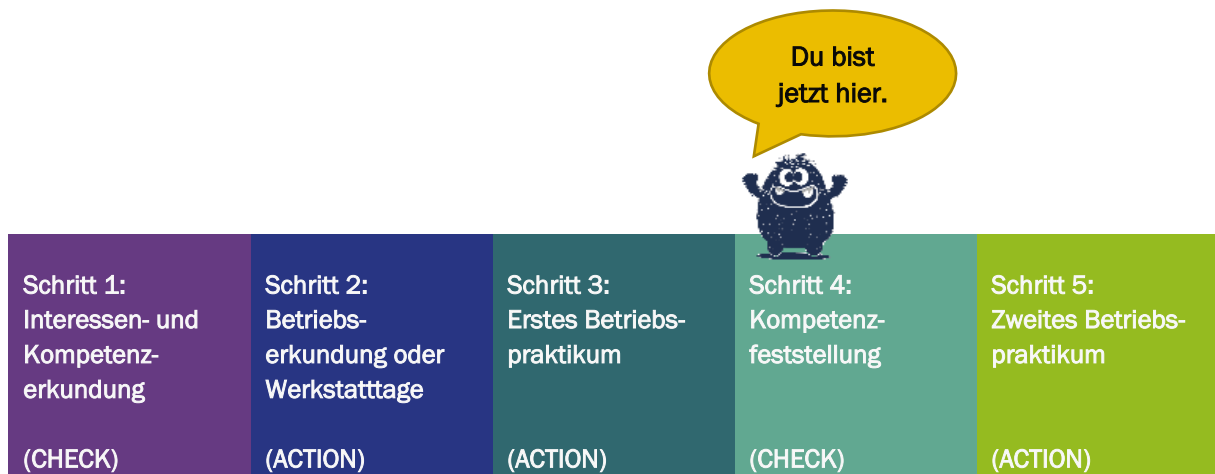 Du bist
jetzt hier.
Schritt 1:
Interessen- und
Kompetenz-
erkundung
(CHECK)
Schritt 2:
Betriebs-
erkundung oder
Werkstatttage
(ACTION)
Schritt 3:
Erstes Betriebs-
praktikum
(ACTION)
Schritt 4:
Kompetenz-
feststellung
(CHECK)
Schritt 5:
Zweites Betriebs-
praktikum
(ACTION)